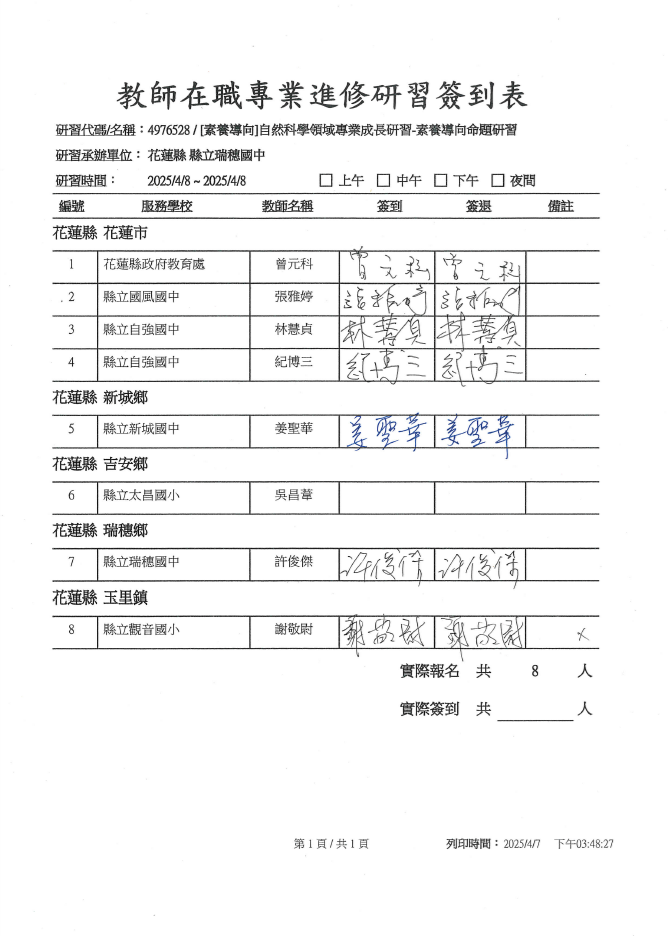 教師在職專業進修研習簽到表
研習代碼/名稱：4976528 / [素養導向]自然科學領域專業成長研習-素養導向命題研習
研習承辦單位： 花蓮縣 縣立瑞穗國中
研習時間： 2025/4/8 ~ 2025/4/8 □ 上午 □ 中午 □ 下午 □ 夜間
編號 服務學校 教師名稱 簽到 簽退 備註
花蓮縣 花蓮市
1 花蓮縣政府教育處 曾元科 曾元科 曾元科
2 縣立國風國中 張雅婷 張雅婷 張雅婷
3 縣立自強國中 林慧貞 林慧貞 林慧貞
4 縣立自強國中 紀博三 紀博三 紀博三
花蓮縣 新城鄉
5 縣立新城國中 姜聖華 姜聖華 姜聖華
花蓮縣 吉安鄉
6 縣立太昌國小 吳昌葦
花蓮縣 瑞穗鄉
7 縣立瑞穗國中 許俊傑 許俊傑 許俊傑
花蓮縣 玉里鎮
8 縣立觀音國小 謝敬尉 謝敬尉 謝敬尉 x
實際報名 共 8 人
實際簽到 共 人
第 1 頁 / 共 1 頁 列印時間： 2025/4/7 下午03:48:27